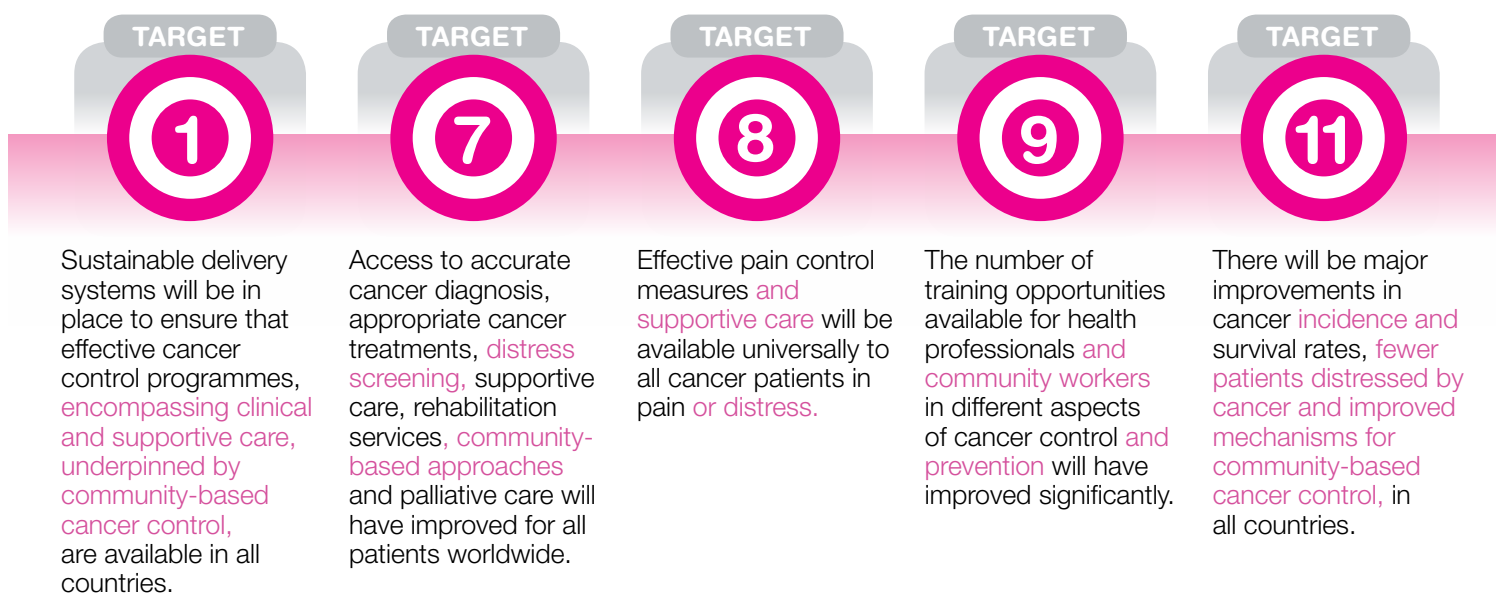 TARGET
1
Sustainable delivery
systems will be in
place to ensure that
effective cancer
control programmes,
encompassing clinical
and supportive care,
underpinned by
community-based
cancer control,
are available in all
countries.
TARGET
7
Access to accurate
cancer diagnosis,
appropriate cancer
treatments, distress
screening, supportive
care, rehabilitation
services, community-
based approaches
and palliative care will
have improved for all
patients worldwide.
TARGET
8
Effective pain control
measures and
supportive care will be
available universally to
all cancer patients in
pain or distress.
TARGET
9
The number of
training opportunities
available for health
professionals and
community workers
in different aspects
of cancer control and
prevention will have
improved significantly.
TARGET
11
There will be major
improvements in
cancer incidence and
survival rates, fewer
patients distressed by
cancer and improved
mechanisms for
community-based
cancer control, in
all countries.